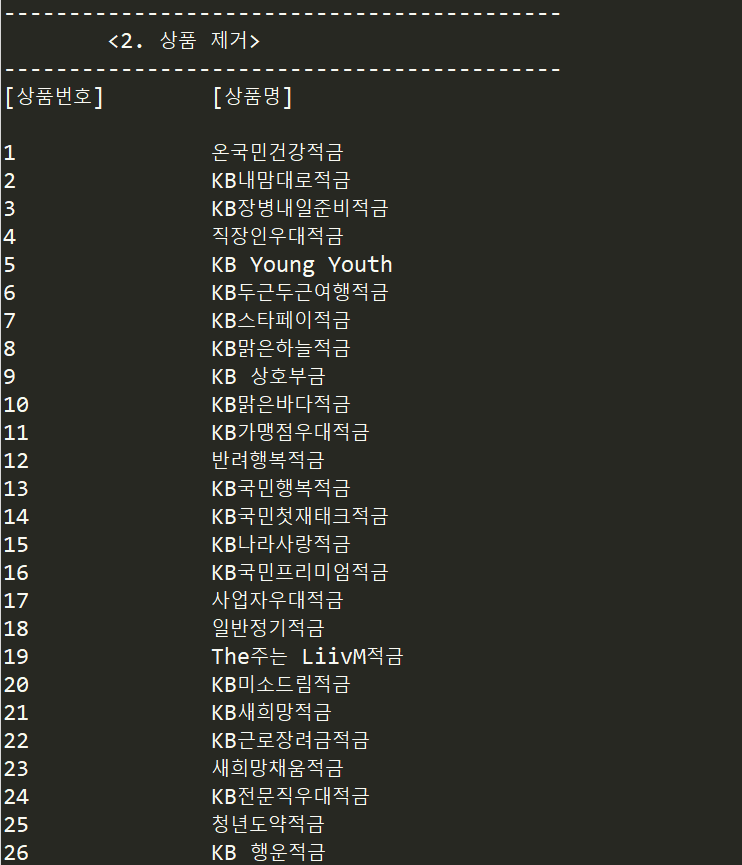 -------------------------------------------
<2. 상품 제거>
-------------------------------------------
[상품번호] [상품명]
1 온국민건강적금
2 KB내맘대로적금
3 KB장병내일준비적금
4 직장인우대적금
5 KB Young Youth
6 KB두근두근여행적금
7 KB스타페이적금
8 KB맑은하늘적금
9 KB 상호부금
10 KB맑은바다적금
11 KB가맹점우대적금
12 반려행복적금
13 KB국민행복적금
14 KB국민첫재태크적금
15 KB나라사랑적금
16 KB국민프리미엄적금
17 사업자우대적금
18 일반정기적금
19 The주는 LiivM적금
20 KB미소드림적금
21 KB새희망적금
22 KB근로장려금적금
23 새희망채움적금
24 KB전문직우대적금
25 청년도약적금
26 KB 행운적금